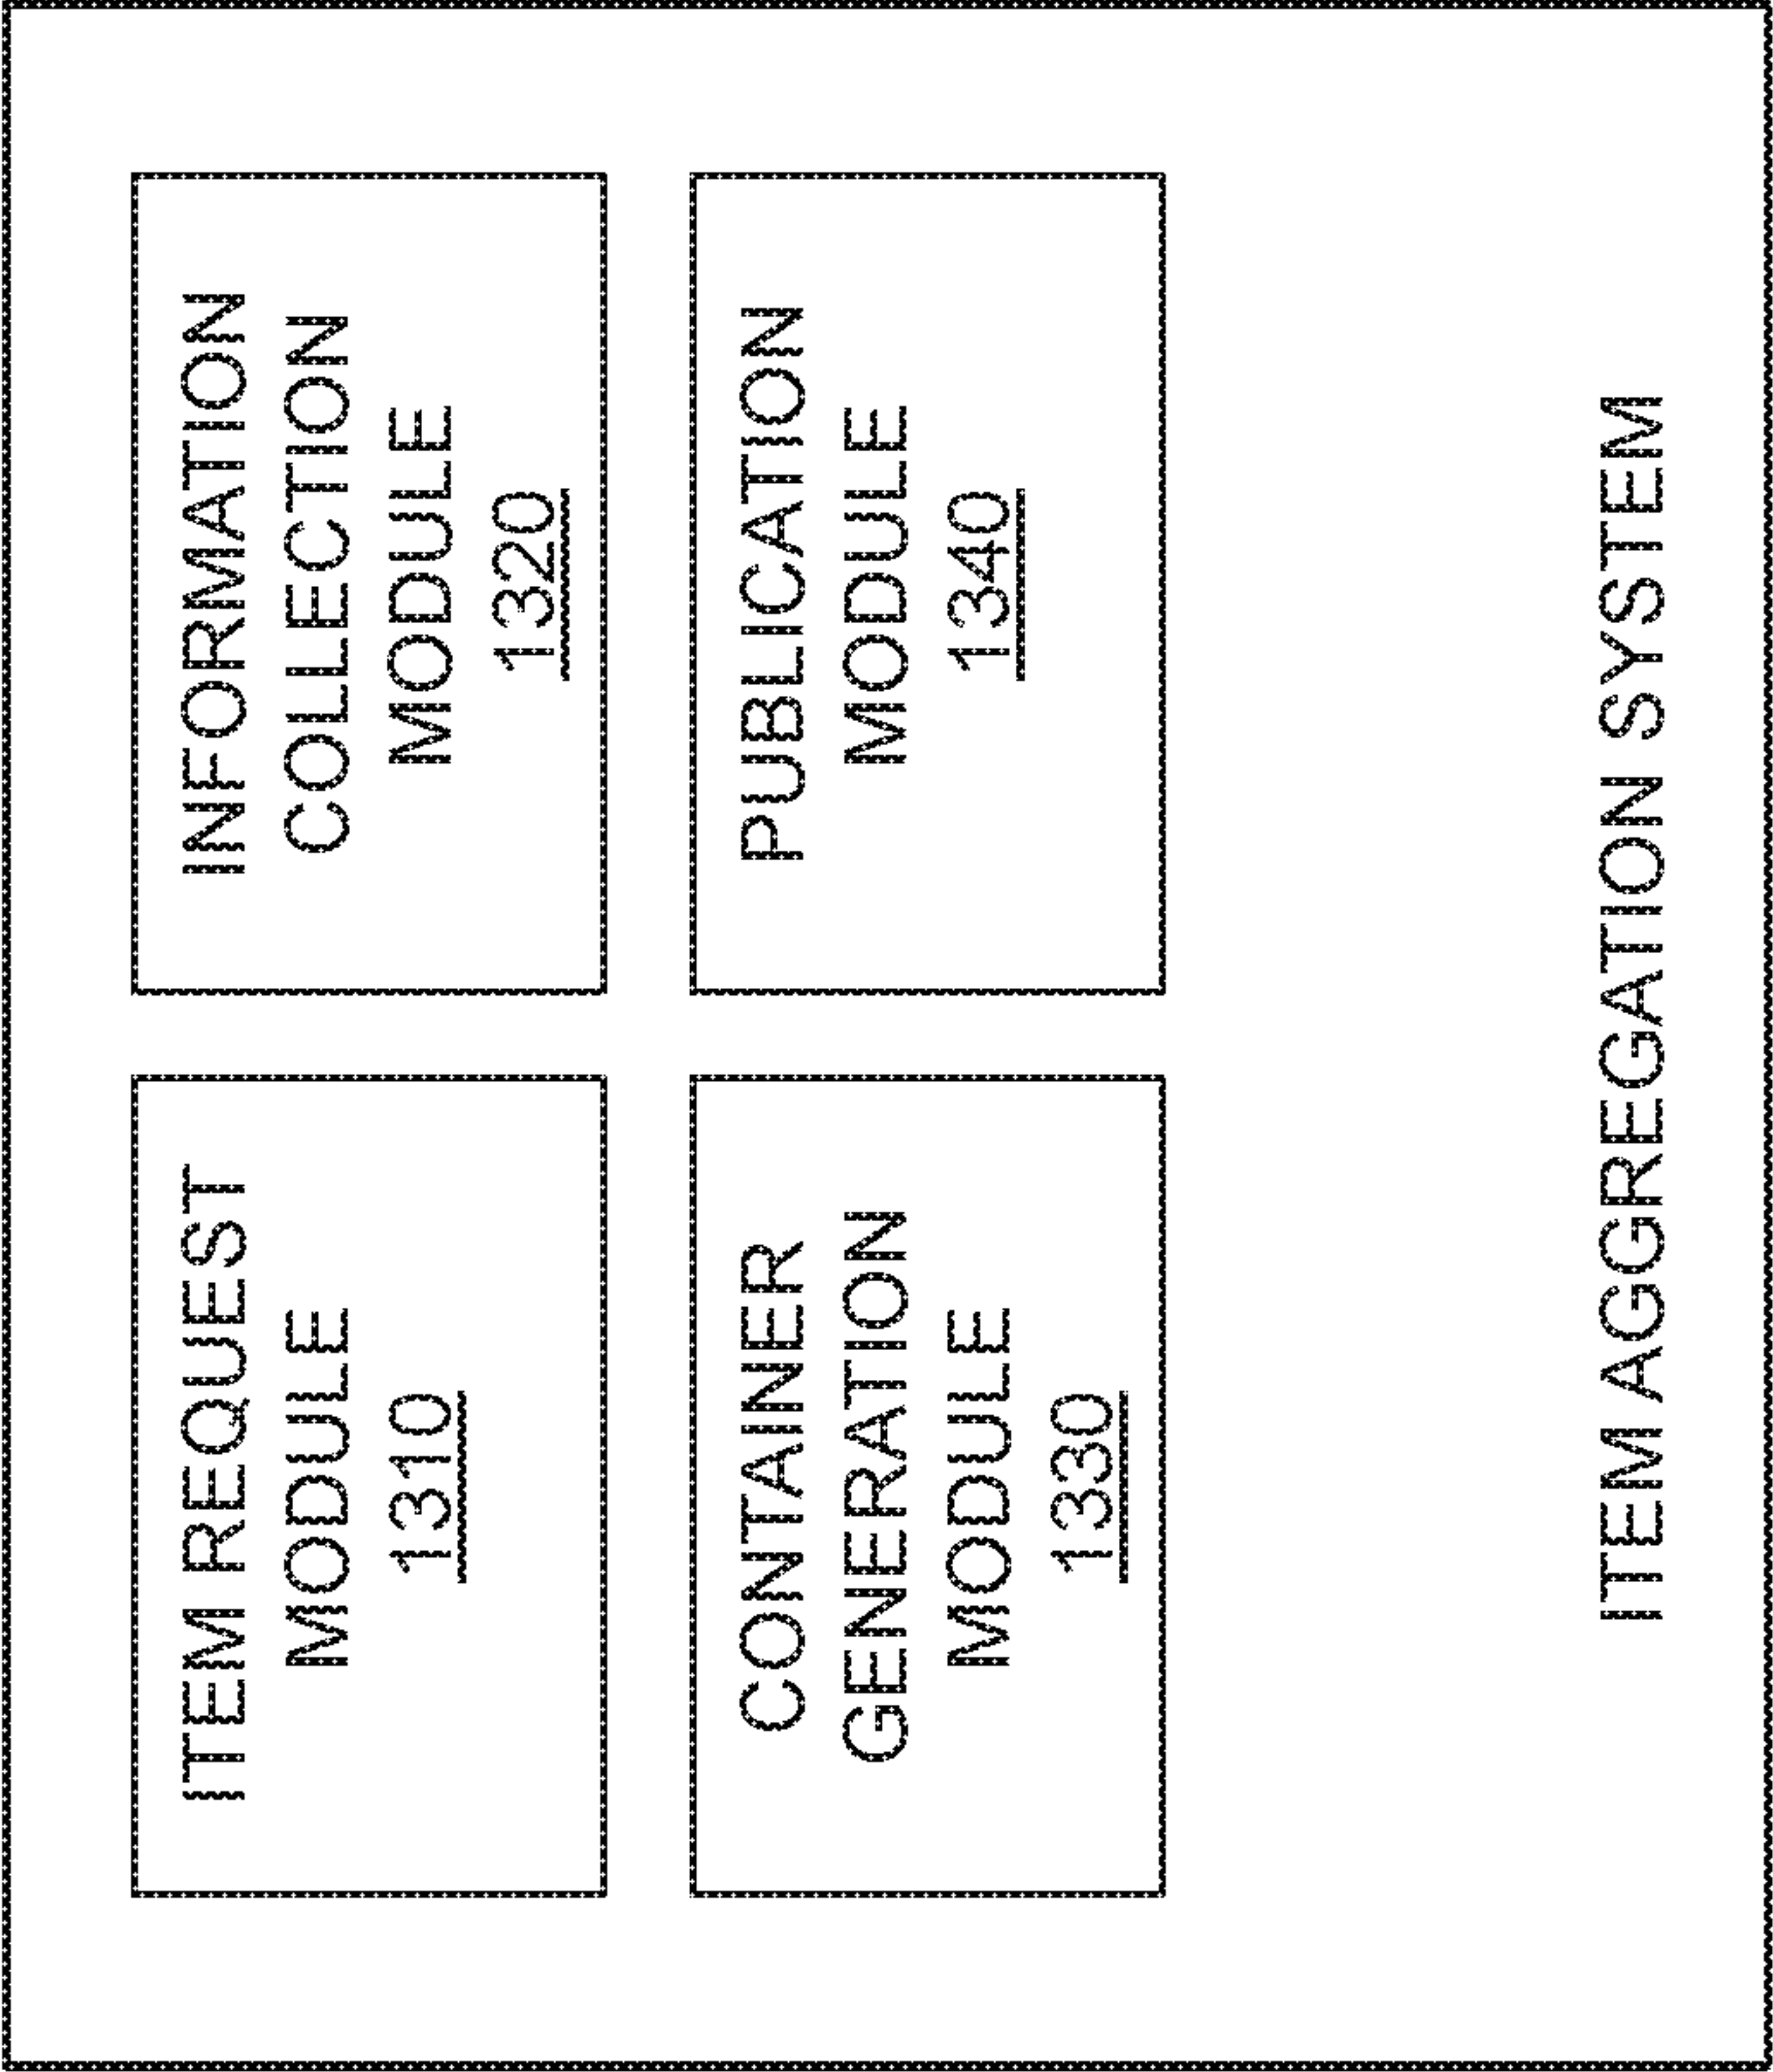 ITEM REQUEST
MODULE
1310
INFORMATION
COLLECTION
MODULE
1320
CONTAINER
GENERATION
MODULE
1330
PUBLICATION
MODULE
1340
ITEM AGGREGATION SYSTEM